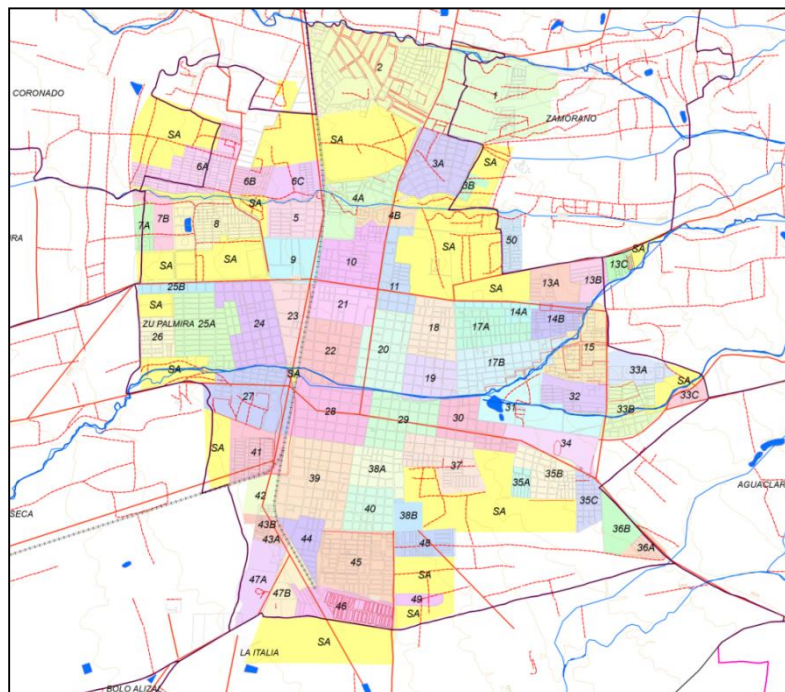 2
CORONADO
1
ZAMORANO
SA
SA
3A
SA
6A
6B
6C
3B
4A
SA
7A
7B
8
5
4B
50
9
10
SA
SA
SA
13C
SA
11
SA
13A
13B
25B
SA
ZU PALMIRA
25A
24
23
21
18
14A
17A
14B
26
22
20
15
17B
SA
SA
19
33A
SA
27
32
33B
33C
28
31
29
30
SA
41
34
38A
37
39
35A
35B
42
40
38B
SA
35C
AGUACLAR
SECA
43B
43A
44
48
36B
36A
45
47A
SA
47B
46
49
SA
SA
LA ITALIA
BOLO ALIZAL